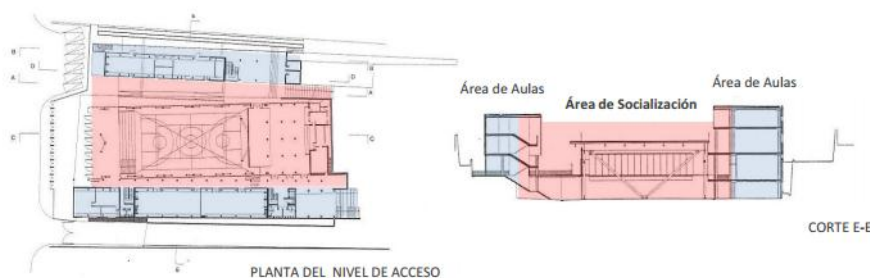 B
D
A
C
B
D
A
C
PLANTA DEL NIVEL DE ACCESO
Área de Aulas
Área de Socialización
Área de Aulas
CORTE E-E